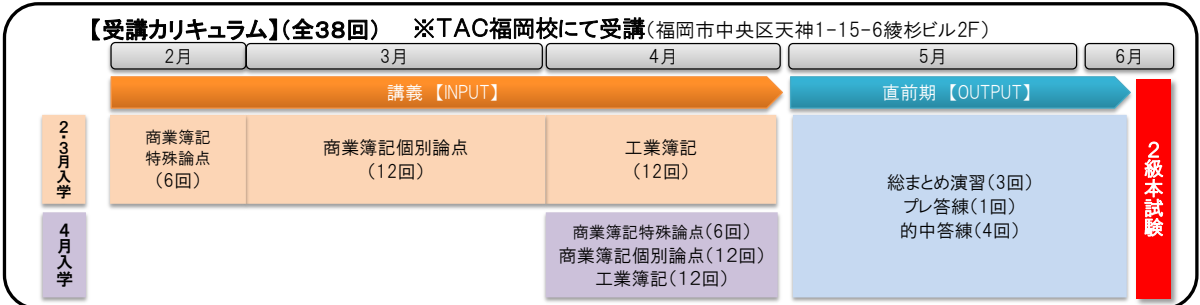 【受講カリキュラム】(全38回) ※TAC福岡校にて受講(福岡市中央区天神1-15-6綾杉ビル2F)
2月 3月 4月 5月 6月
講義 【INPUT】 直前期 【OUTPUT】
2・3月入学
商業簿記
特殊論点
(6回)
商業簿記個別論点
(12回)
工業簿記
(12回)
4月入学
商業簿記特殊論点(6回)
商業簿記個別論点(12回)
工業簿記(12回)
総まとめ演習(3回)
プレ答練(1回)
的中答練(4回)
2級本試験